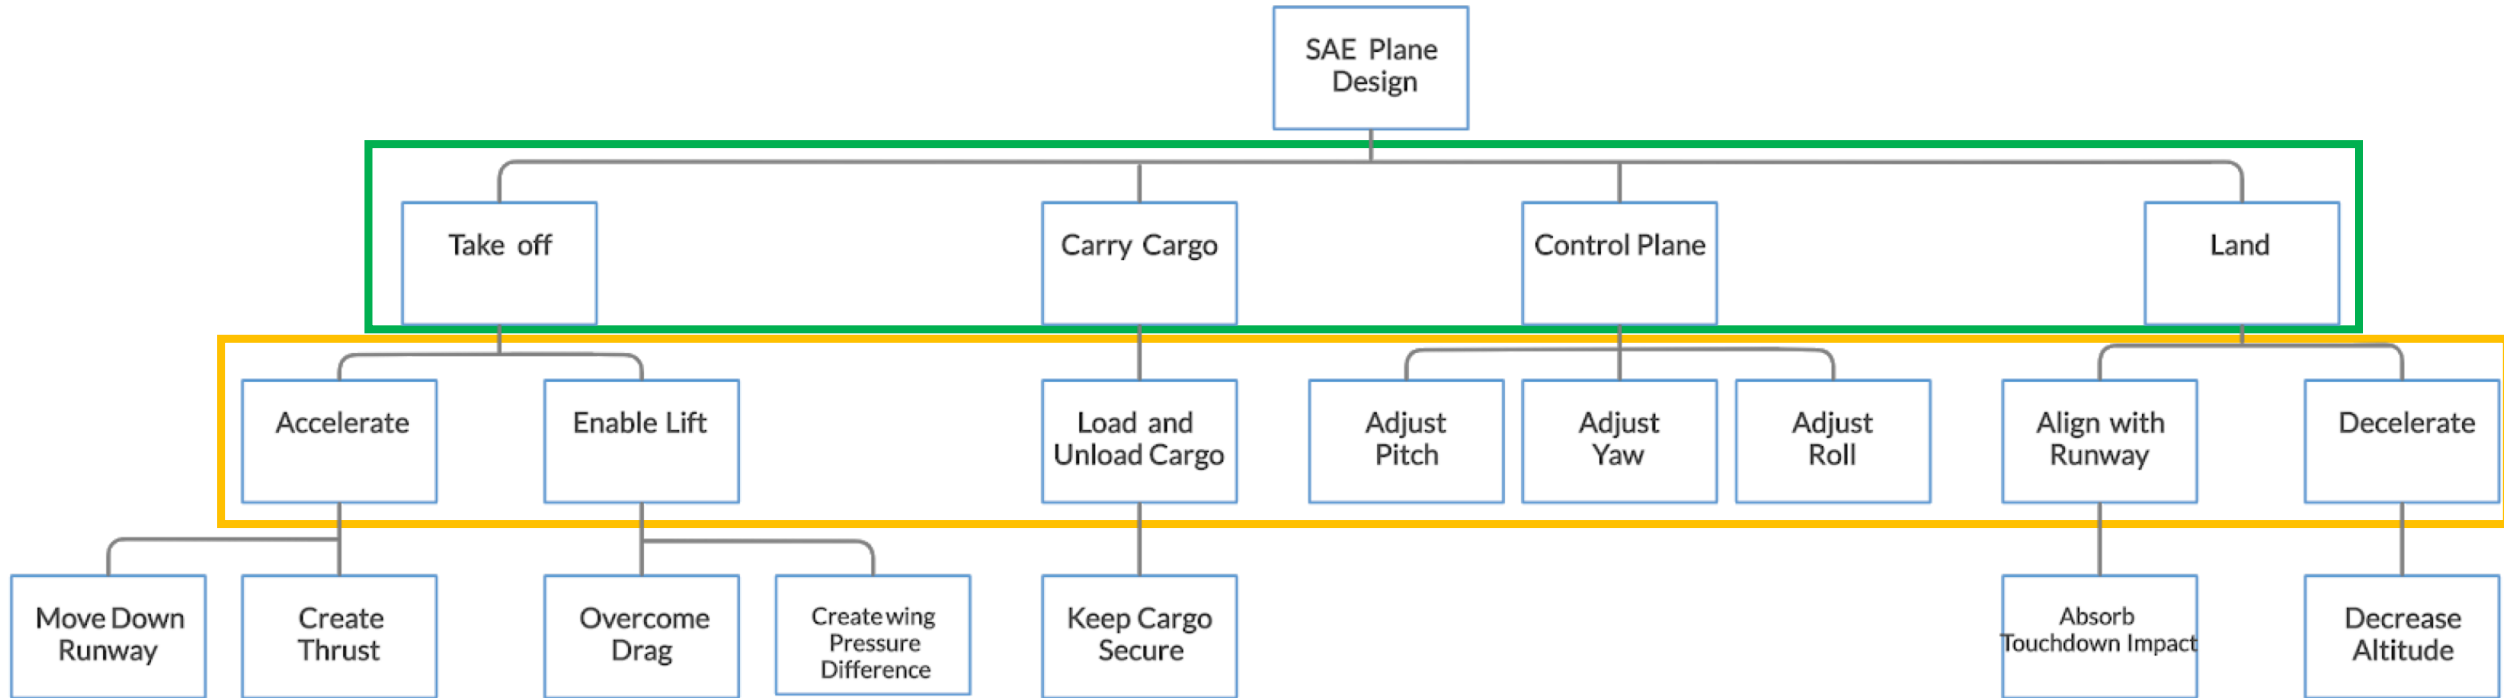 SAE Plane
Design
Take off
Carry Cargo
Control Plane
Land
Accelerate
Enable Lift
Load and
Unload Cargo
Adjust
Pitch
Adjust
Yaw
Adjust
Roll
Align with
Runway
Decelerate
Move Down
Runway
Create
Thrust
Overcome
Drag
Create wing
Pressure
Difference
Keep Cargo
Secure
Absorb
Touchdown Impact
Decrease
Altitude